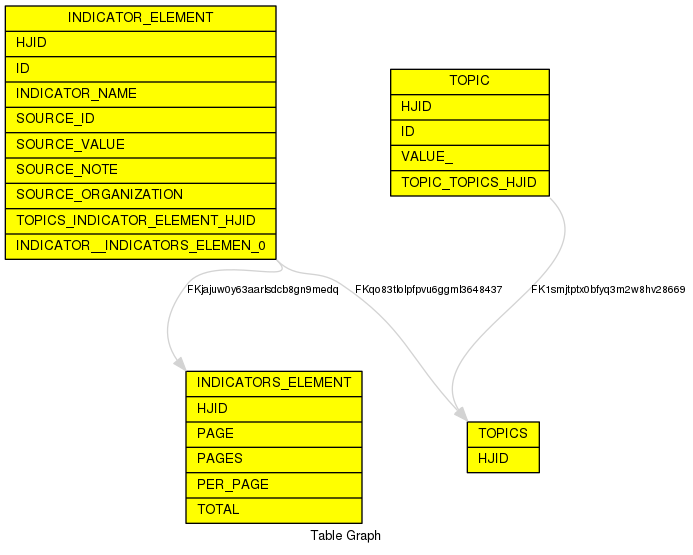 INDICATOR_ELEMENT
HJID
ID
INDICATOR_NAME
SOURCE_ID
SOURCE_VALUE
SOURCE_NOTE
SOURCE_ORGANIZATION
TOPICS_INDICATOR_ELEMENT_HJID
INDICATOR__INDICATORS_ELEMEN_0
TOPIC
HJID
ID
VALUE_
TOPIC_TOPICS_HJID
FKjajuw0y63aarlsdcb8gn9medq
FKqo83tlolpfpvu6ggml3648437
FK1smjtptx0bfyq3m2w8hv28669
INDICATORS_ELEMENT
HJID
PAGE
PAGES
PER_PAGE
TOTAL
TOPICS
HJID
Table Graph